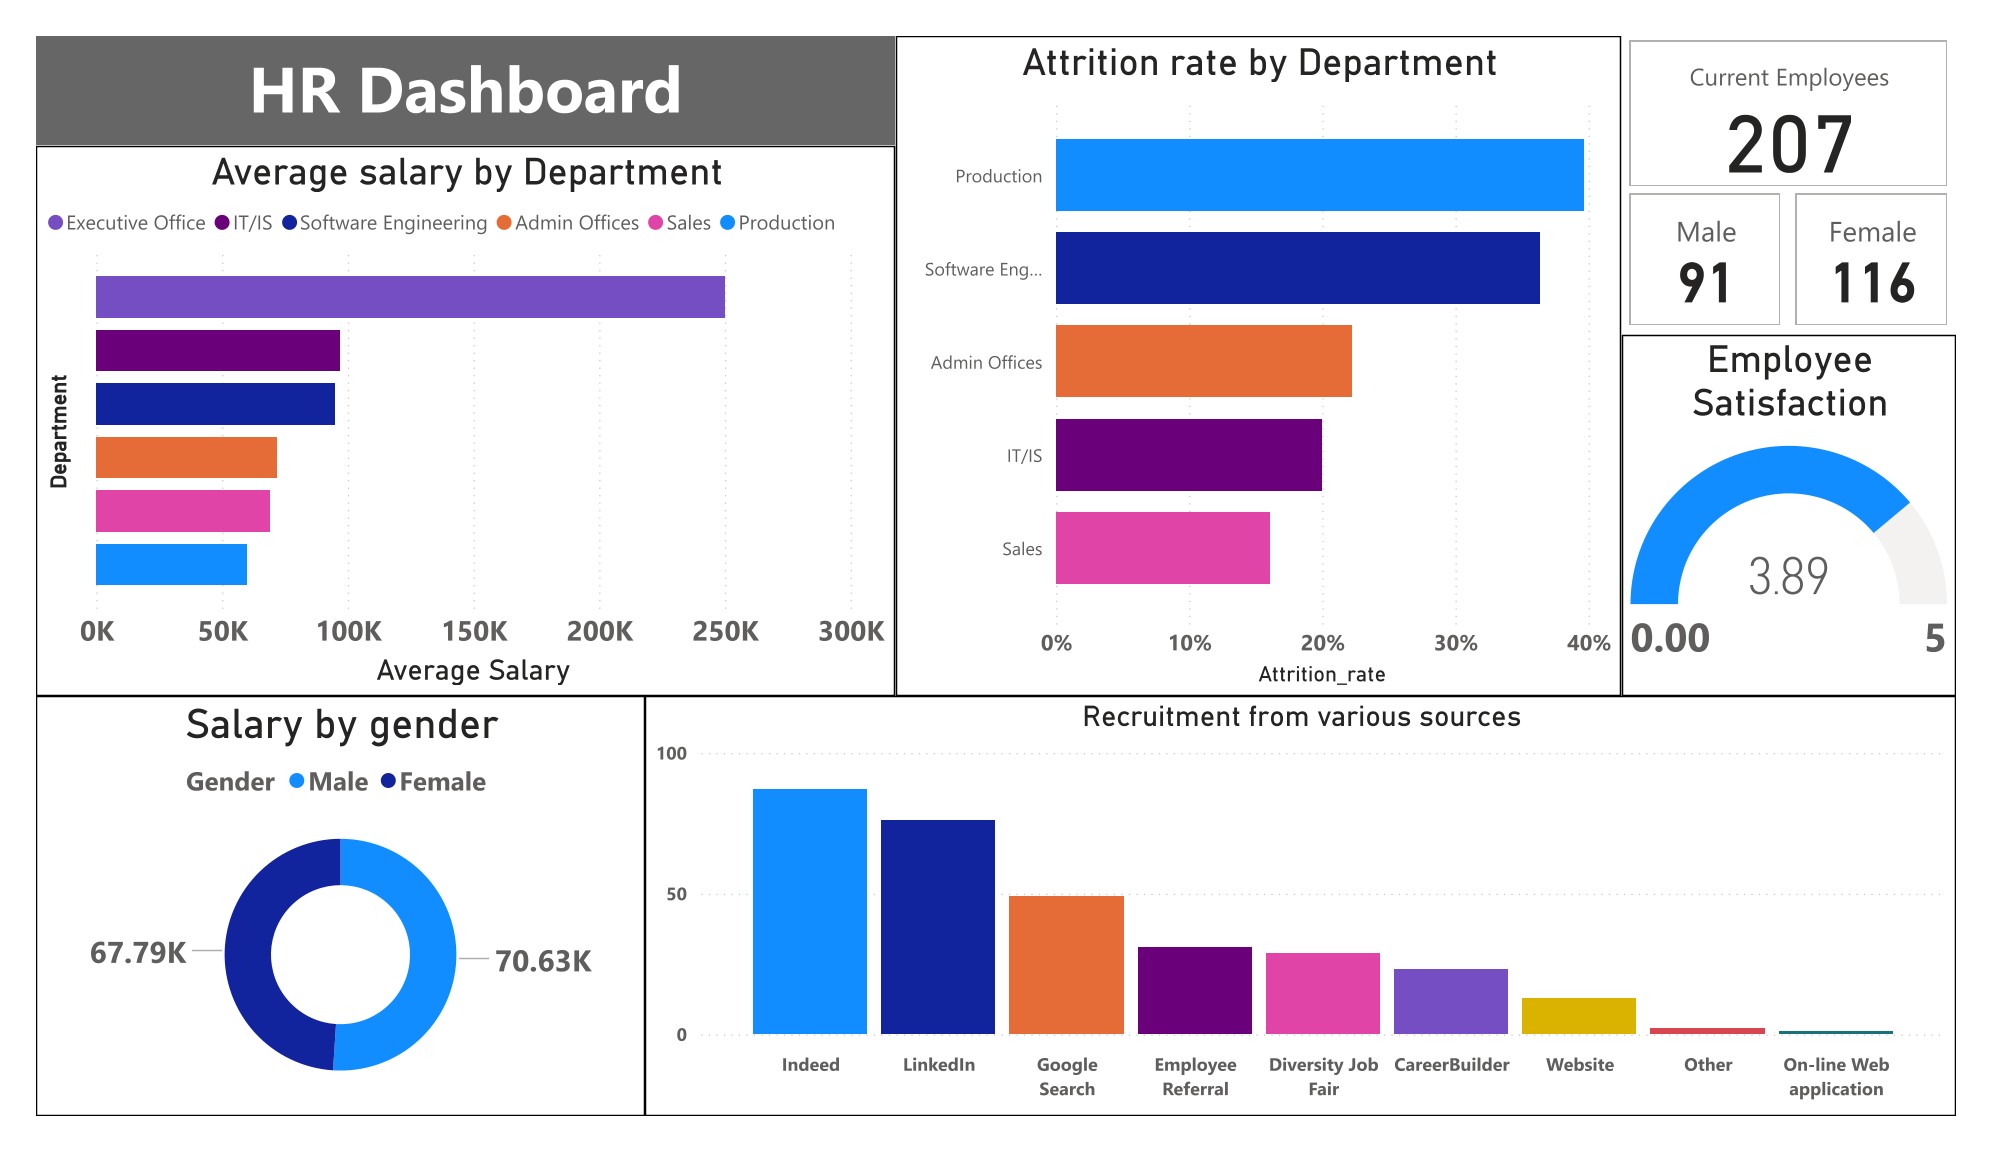 HR Dashboard
Average salary by Department
Executive Office IT/IS Software Engineering Admin Offices Sales Production
Department
0K 50K 100K 150K 200K 250K 300K
Average Salary
Attrition rate by Department
Production
Software Eng...
Admin Offices
IT/IS
Sales
0% 10% 20% 30% 40%
Attrition_rate
Current Employees
207
Male
91
Female
116
Employee
Satisfaction
3.89
0.00 5
Salary by gender
Gender Male Female
67.79K
70.63K
Recruitment from various sources
100
50
0
Indeed
LinkedIn
Google
Search
Employee
Referral
Diversity Job
Fair
CareerBuilder
Website
Other
On-line Web
application